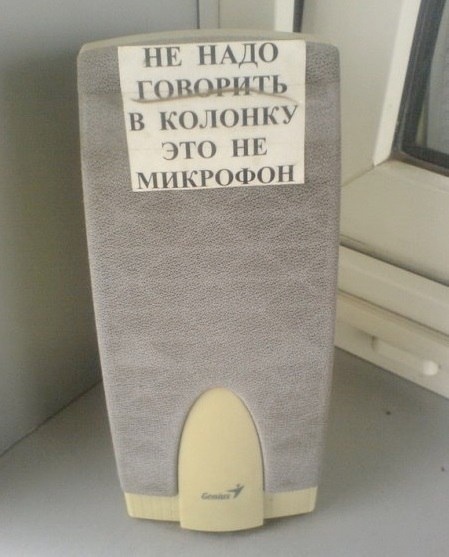 НЕ НАДО
ГОВОРИТЬ
В КОЛОНКУ
ЭТО НЕ
МИКРОФОН
Genius